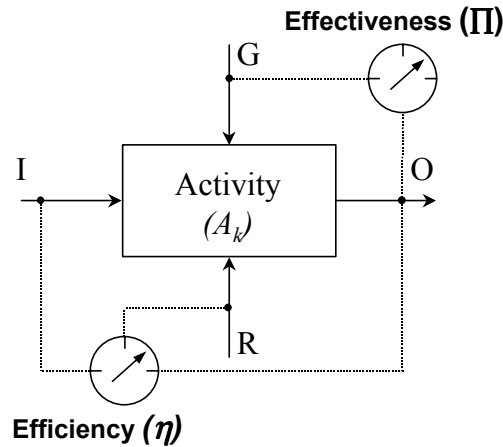 Effectiveness (Π)
G
I
Activity
O
(A_k)
R
Efficiency (η)